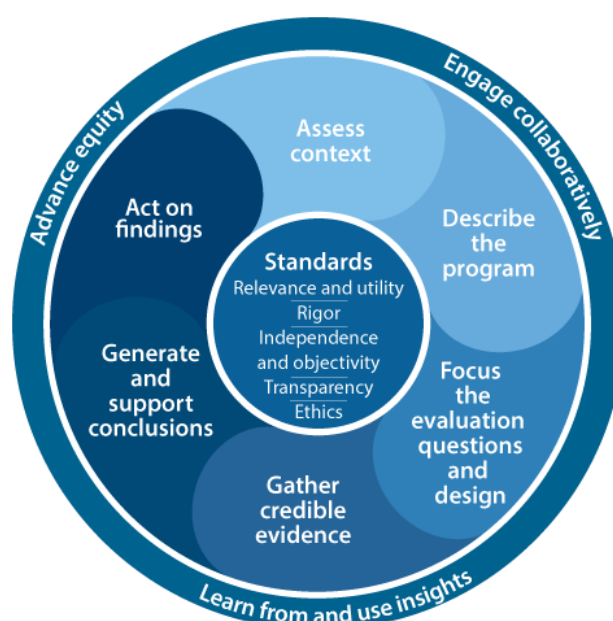 Advance equity
Engage collaboratively
Assess
context
Describe
the
program
Focus
the
evaluation
questions
and
design
Gather
credible
evidence
Generate
and
support
conclusions
Act on
findings
Standards
Relevance and utility
Rigor
Independence
and objectivity
Transparency
Ethics
Learn from and use insights